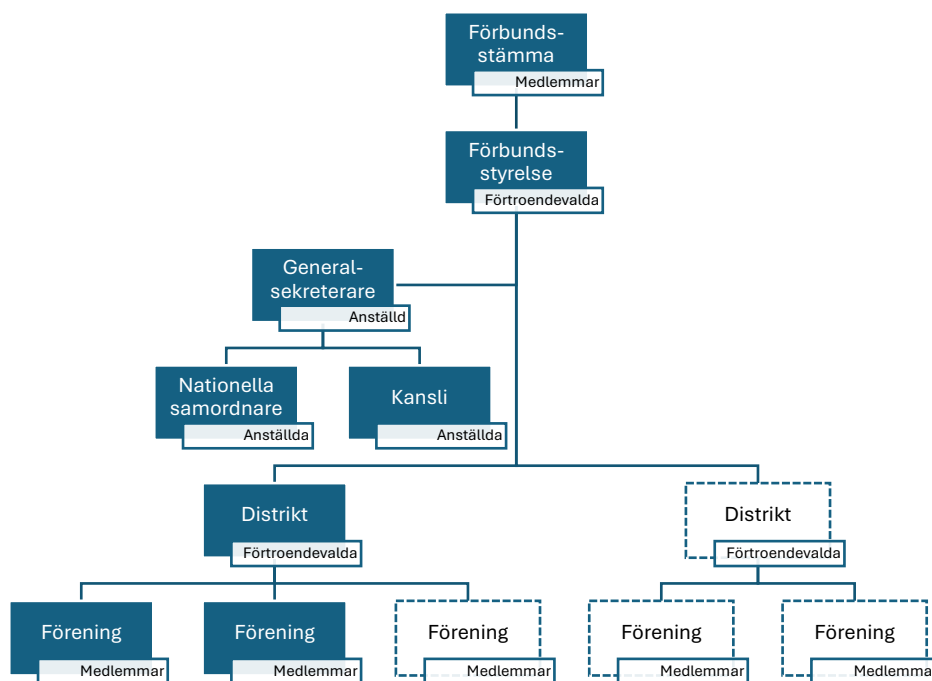 Förbunds-
stämma
Medlemmar
Förbunds-
styrelse
Förtroendevalda
General-
sekreterare
Anställd
Nationella
samordnare
Anställda
Kansli
Anställda
Distrikt
Förtroendevalda
Distrikt
Förtroendevalda
Förening
Medlemmar
Förening
Medlemmar
Förening
Medlemmar
Förening
Medlemmar
Förening
Medlemmar